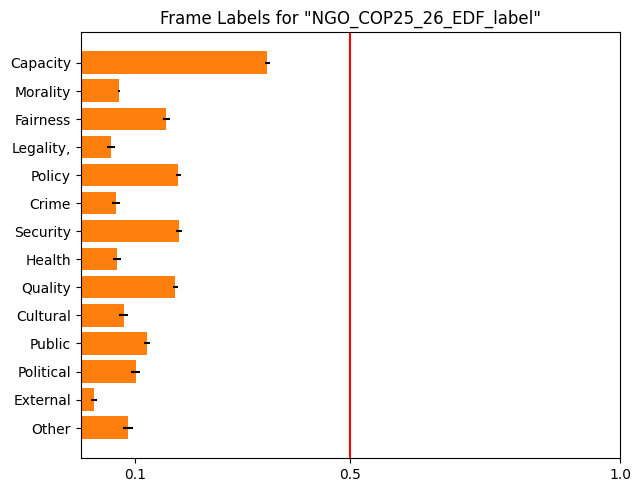 Frame Labels for "NGO_COP25_26_EDF_label"
Capacity
Morality
Fairness
Legality,
Policy
Crime
Security
Health
Quality
Cultural
Public
Political
External
Other
0.1 0.5 1.0